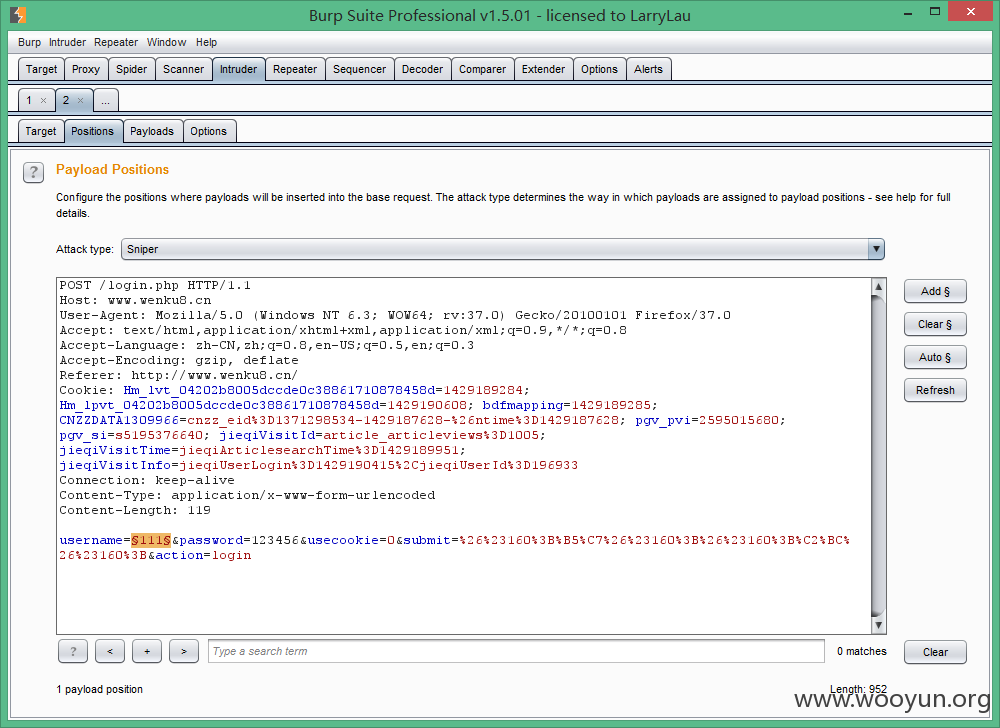 Burp Suite Professional v1.5.01 - licensed to LarryLau
Burp Intruder Repeater Window Help
Target Proxy Spider Scanner Intruder Repeater Sequencer Decoder Comparer Extender Options Alerts
1 × 2 × ...
Target Positions Payloads Options
? Payload Positions
Configure the positions where payloads will be inserted into the base request. The attack type determines the way in which payloads are assigned to payload positions - see help for full
details.
Attack type: Sniper
POST /login.php HTTP/1.1
Host: www.wenku8.cn
User-Agent: Mozilla/5.0 (Windows NT 6.3; WOW64; rv:37.0) Gecko/20100101 Firefox/37.0
Accept: text/html,application/xhtml+xml,application/xml;q=0.9,*/*;q=0.8
Accept-Language: zh-CN,zh;q=0.8,en-US;q=0.5,en;q=0.3
Accept-Encoding: gzip, deflate
Referer: http://www.wenku8.cn/
Cookie: Hm_lvt_04202b8005dccde0c38861710878458d=1429189284;
Hm_lpvt_04202b8005dccde0c38861710878458d=1429190608; bdfmapping=1429189285;
CNZZDATA1309966=cnzz_eid%3D1371298534-1429187628-%26ntime%3D1429187628; pgv_pvi=2595015680;
pgv_si=s5195376640; jieqiVisitId=article_articleviews%3D1005;
jieqiVisitTime=jieqiArticlesearchTime%3D1429189951;
jieqiVisitInfo=jieqiUserLogin%3D1429190415%2CjieqiUserId%3D196933
Connection: keep-alive
Content-Type: application/x-www-form-urlencoded
Content-Length: 119
username=§111§&password=123456&usecookie=0&submit=%26%23160%3B%B5%C7%26%23160%3B%26%23160%3B%C2%BC%
26%23160%3B&action=login
Add §
Clear §
Auto §
Refresh
? < + > Type a search term 0 matches Clear
1 payload position Length: 952
www.wooyun.org